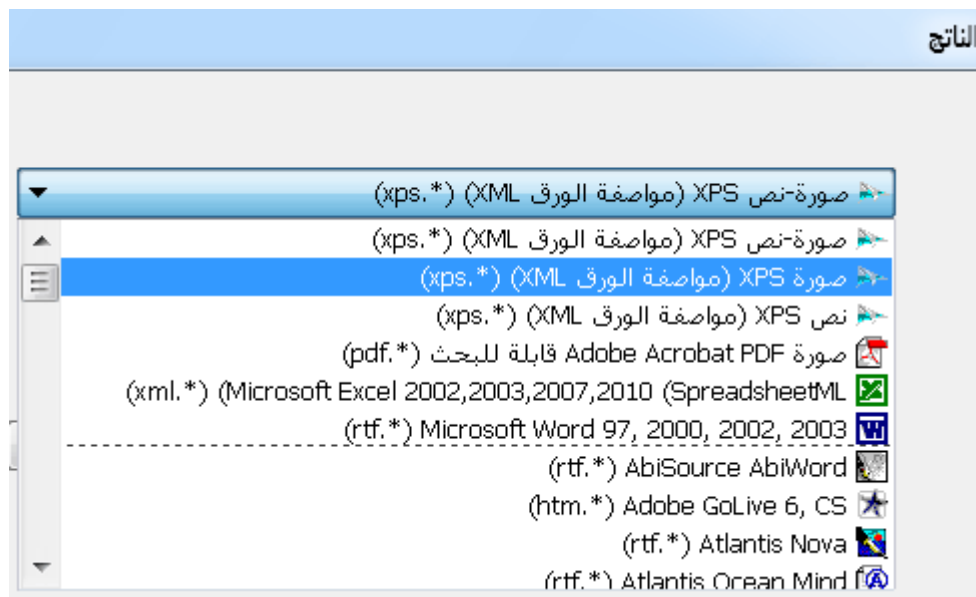 الناتج
صورة-نص XPS (مواصفة الورق XML) (*.xps)
صورة-نص XPS (مواصفة الورق XML) (*.xps)
صورة XPS (مواصفة الورق XML) (*.xps)
نص XPS (مواصفة الورق XML) (*.xps)
صورة Adobe Acrobat PDF قابلة للبحث (*.pdf)
Microsoft Excel 2002,2003,2007,2010 (SpreadsheetML) (*.xml)
Microsoft Word 97, 2000, 2002, 2003 (*.rtf)
AbiSource AbiWord (*.rtf)
Adobe GoLive 6, CS (*.htm)
Atlantis Nova (*.rtf)
Atlantis Ocean Mind (*.rtf)